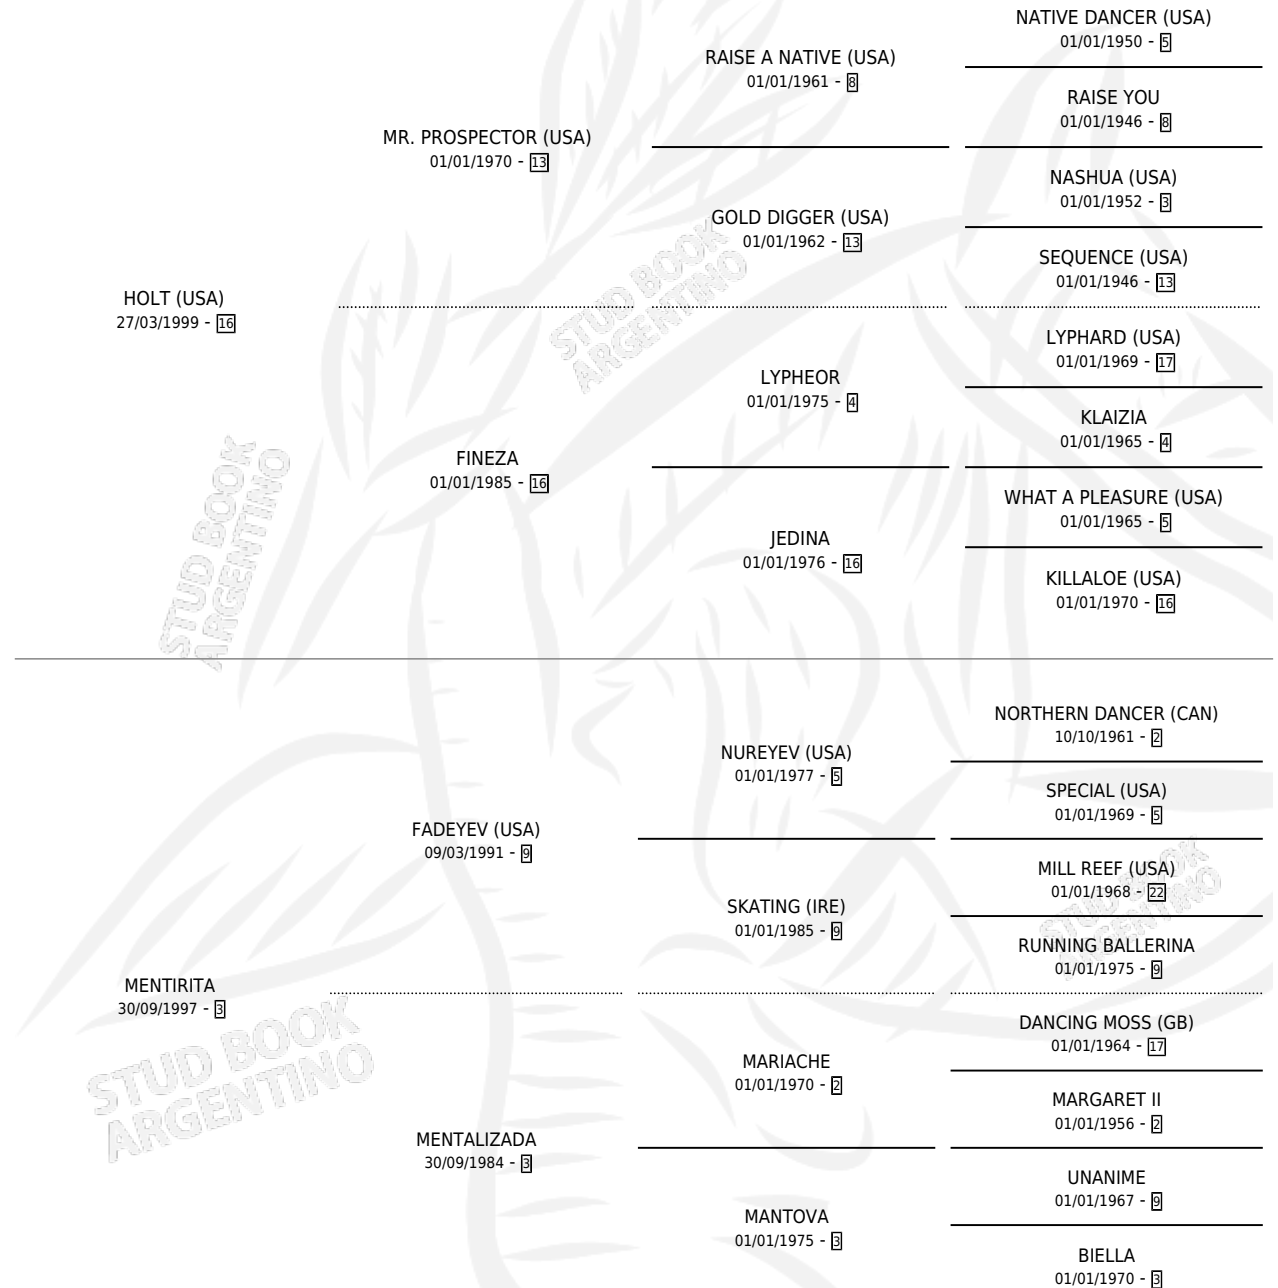 NATIVE DANCER (USA)
01/01/1950 - 5
RAISE A NATIVE (USA)
01/01/1961 - 8
RAISE YOU
01/01/1946 - 8
MR. PROSPECTOR (USA)
01/01/1970 - 13
NASHUA (USA)
01/01/1952 - 3
GOLD DIGGER (USA)
01/01/1962 - 13
SEQUENCE (USA)
01/01/1946 - 13
HOLT (USA)
27/03/1999 - 16
LYPHARD (USA)
01/01/1969 - 17
LYPHEOR
01/01/1975 - 4
KLAIZIA
01/01/1965 - 4
FINEZA
01/01/1985 - 16
WHAT A PLEASURE (USA)
01/01/1965 - 5
JEDINA
01/01/1976 - 16
KILLALOE (USA)
01/01/1970 - 16
NORTHERN DANCER (CAN)
10/10/1961 - 2
NUREYEV (USA)
01/01/1977 - 5
SPECIAL (USA)
01/01/1969 - 5
FADEYEV (USA)
09/03/1991 - 9
MILL REEF (USA)
01/01/1968 - 22
SKATING (IRE)
01/01/1985 - 9
RUNNING BALLERINA
01/01/1975 - 9
MENTIRITA
30/09/1997 - 3
DANCING MOSS (GB)
01/01/1964 - 17
MARIACHE
01/01/1970 - 2
MARGARET II
01/01/1956 - 2
MENTALIZADA
30/09/1984 - 3
UNANIME
01/01/1967 - 9
MANTOVA
01/01/1975 - 3
BIELLA
01/01/1970 - 3
STUD BOOK
ARGENTINO
STUD BOOK
ARGENTINO
STUD BOOK
ARGENTINO
STUD BOOK
ARGENTINO